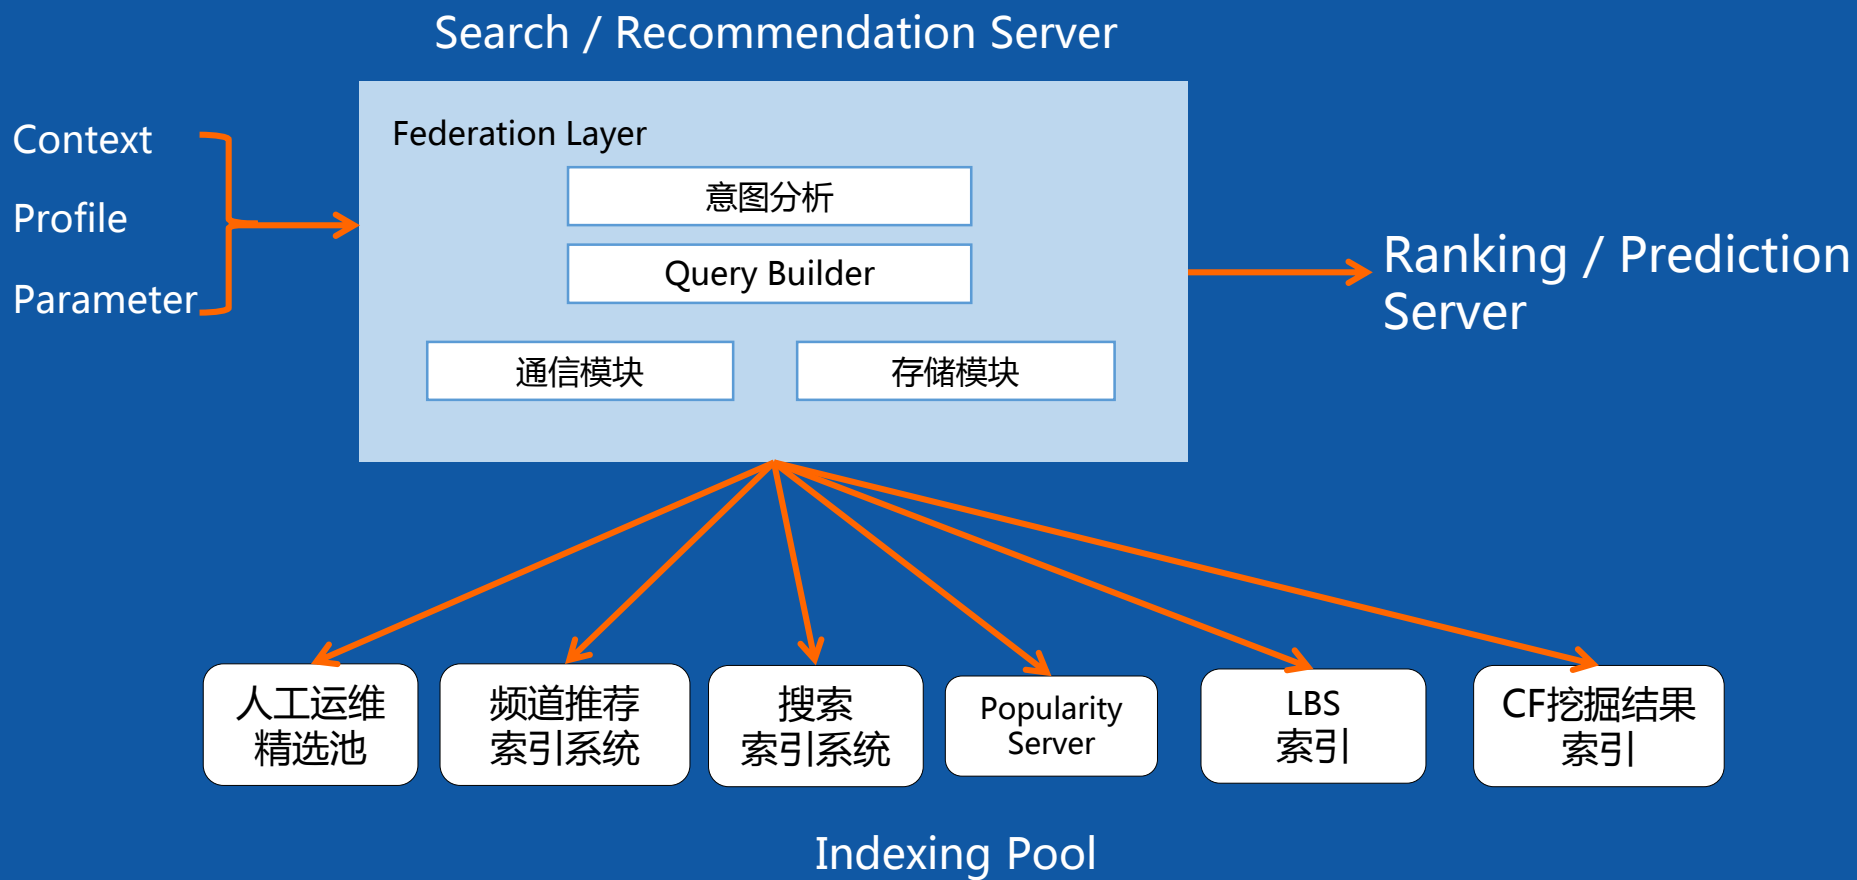 Search / Recommendation Server
Context
Profile
Parameter
Federation Layer
意图分析
Query Builder
通信模块
存储模块
Ranking / Prediction
Server
人工运维
精选池
频道推荐
索引系统
搜索
索引系统
Popularity
Server
LBS
索引
CF挖掘结果
索引
Indexing Pool